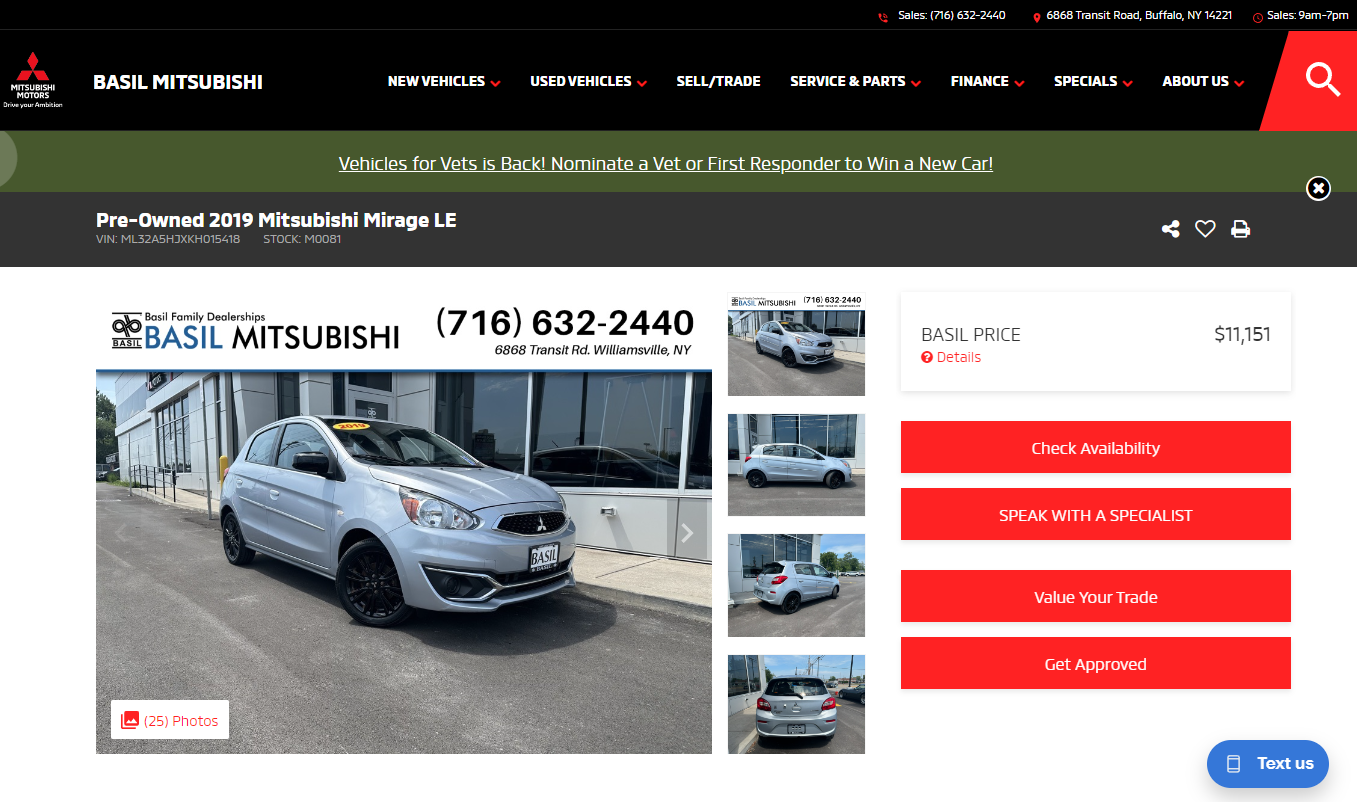 Sales: (716) 632-2440
6868 Transit Road, Buffalo, NY 14221
Sales: 9am-7pm
MITSUBISHI
MOTORS
Drive your Ambition
BASIL MITSUBISHI
NEW VEHICLES
USED VEHICLES
SELL/TRADE
SERVICE & PARTS
FINANCE
SPECIALS
ABOUT US
Vehicles for Vets is Back! Nominate a Vet or First Responder to Win a New Car!
Pre-Owned 2019 Mitsubishi Mirage LE
VIN: ML32A5HJXKH015418
STOCK: M0081
Basil Family Dealerships
BASIL
BASIL MITSUBISHI
(716) 632-2440
6868 Transit Rd. Williamsville, NY
2019
BASIL
(25) Photos
BASIL MITSUBISHI
(716) 632-2440
BASIL PRICE
$11,151
Details
Check Availability
SPEAK WITH A SPECIALIST
Value Your Trade
Get Approved
Text us